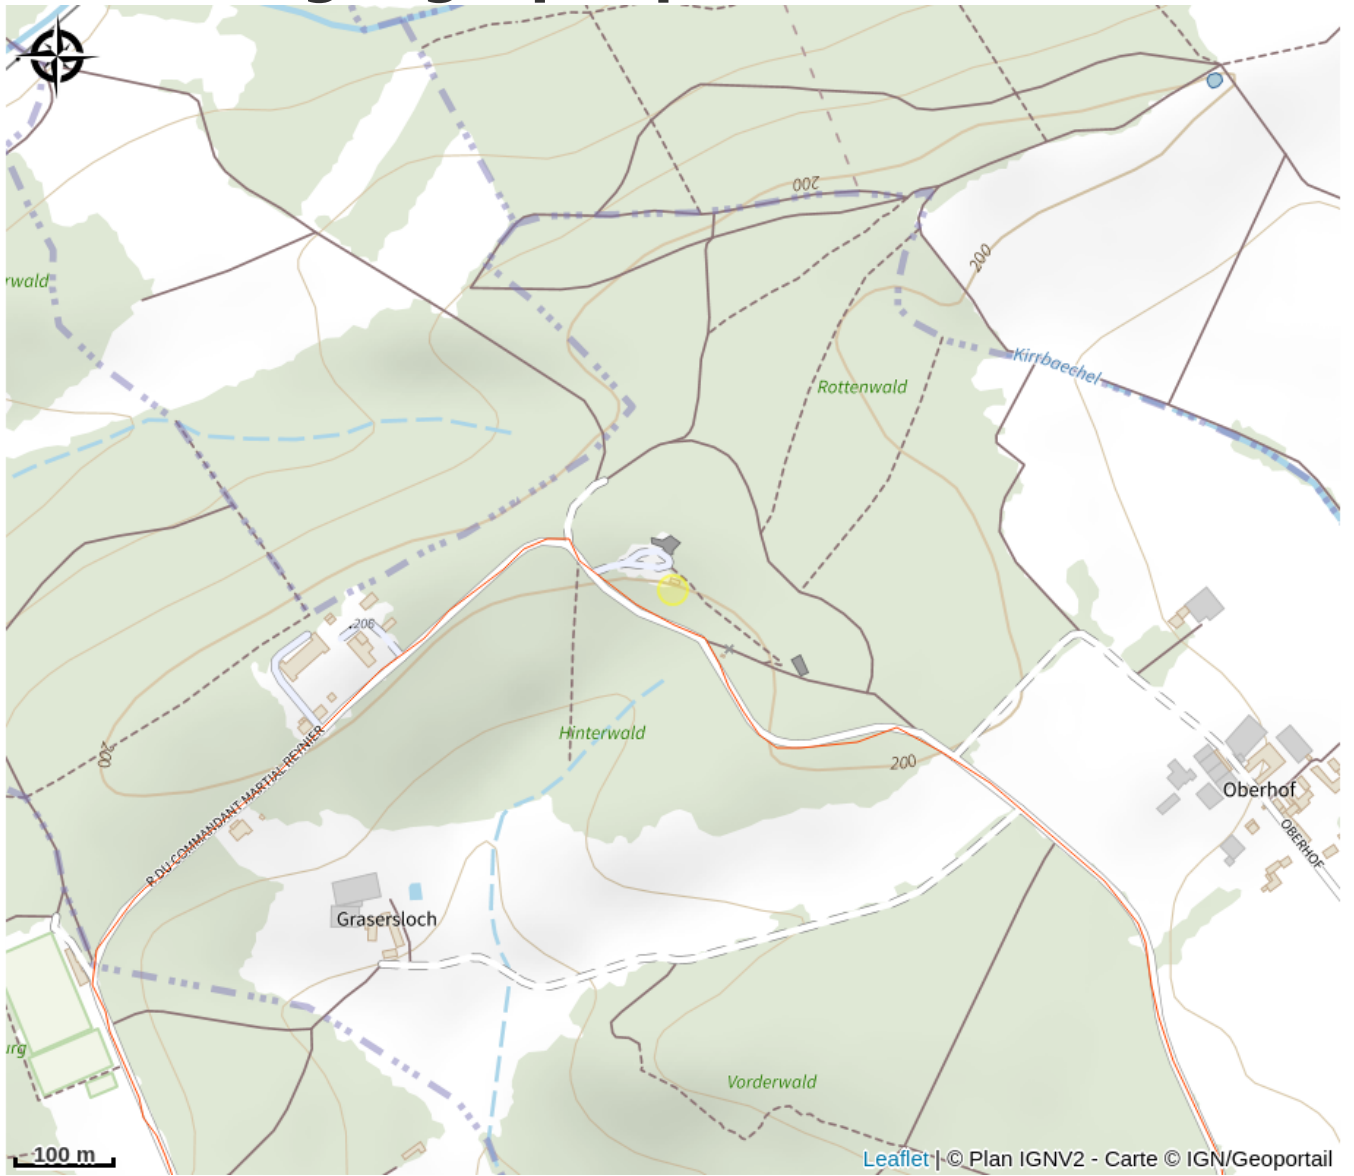 200
200
rwald
Kirrbaechel
Rottenwald
206
Hinterwald
200
200
R DU COMMANDANT MARTIAL REYNIER
Oberhof
OBERHOF
Grasersloch
urg
Vorderwald
100 m
Leaflet | © Plan IGNV2 - Carte © IGN/Geoportail